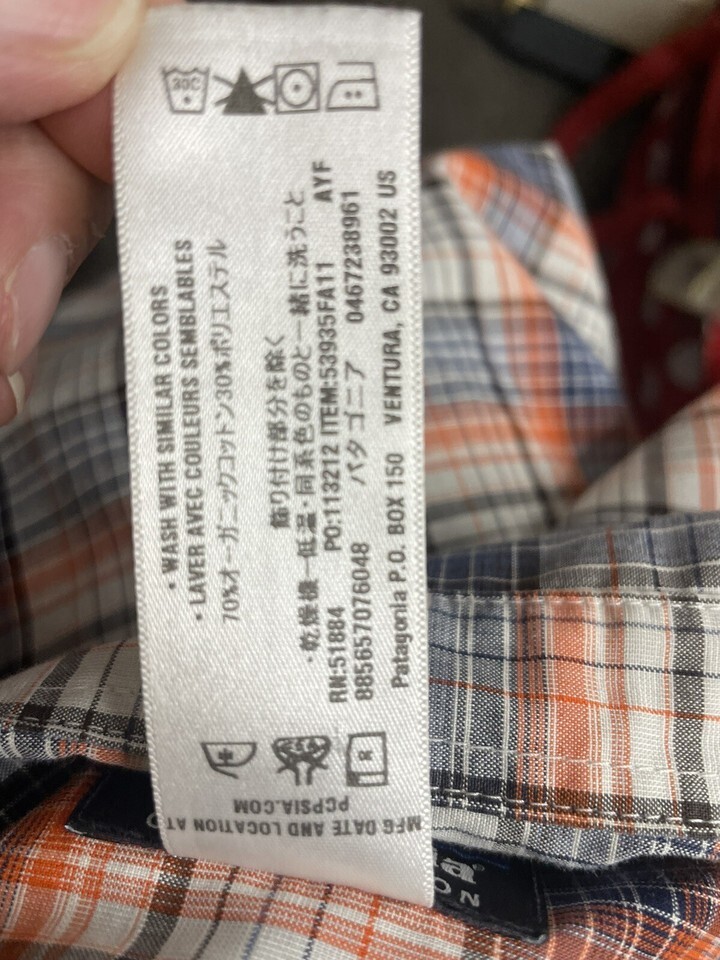 30C
• WASH WITH SIMILAR COLORS
• LAVER AVEC COULEURS SEMBLABLES
70%オーガニックコットン30%ポリエステル
飾り付け部分を除く
・乾燥機一低温・同系色のものと一緒に洗うこと
RN:51884 PO:113212 ITEM:53935FA11 AYF
885657076048 パタゴニア 0467238961
Patagonia P.O. BOX 150 VENTURA, CA 93002 US
MFG DATE AND LOCATION AT
PCPSIA.COM